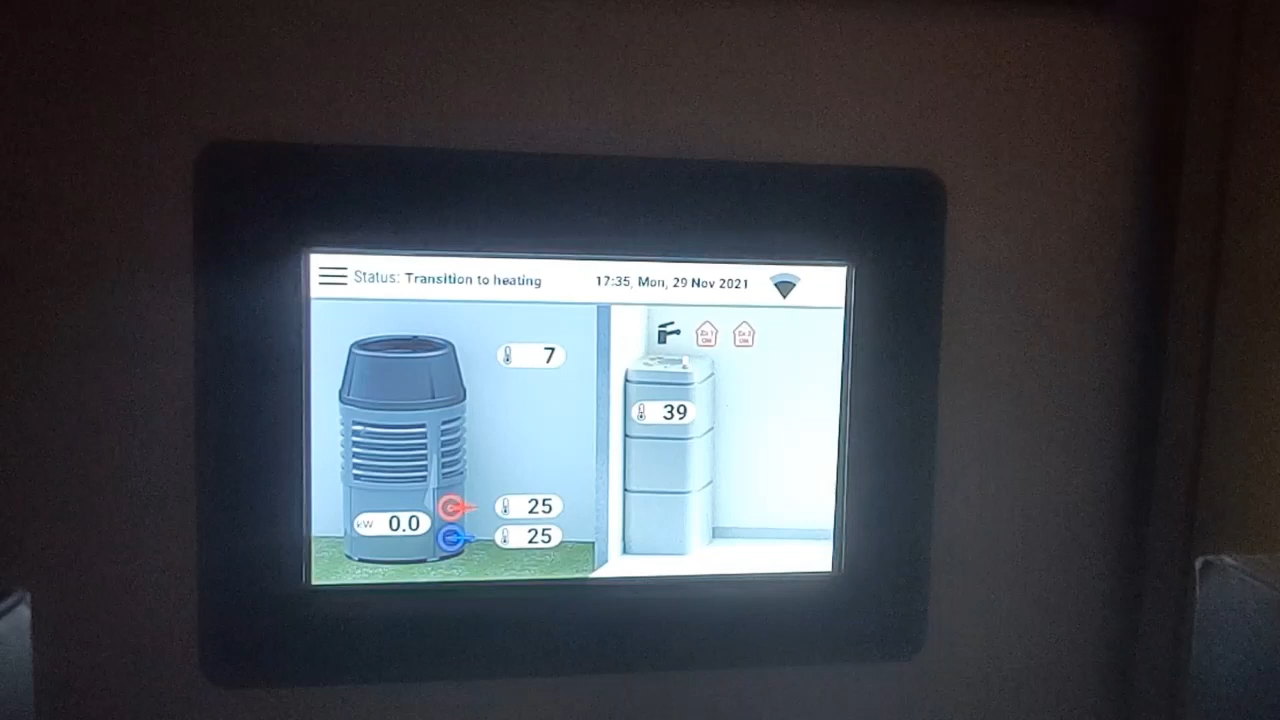 Status: Transition to heating 17:35, Mon, 29 Nov 2021
7
39
25
kW 0.0
25